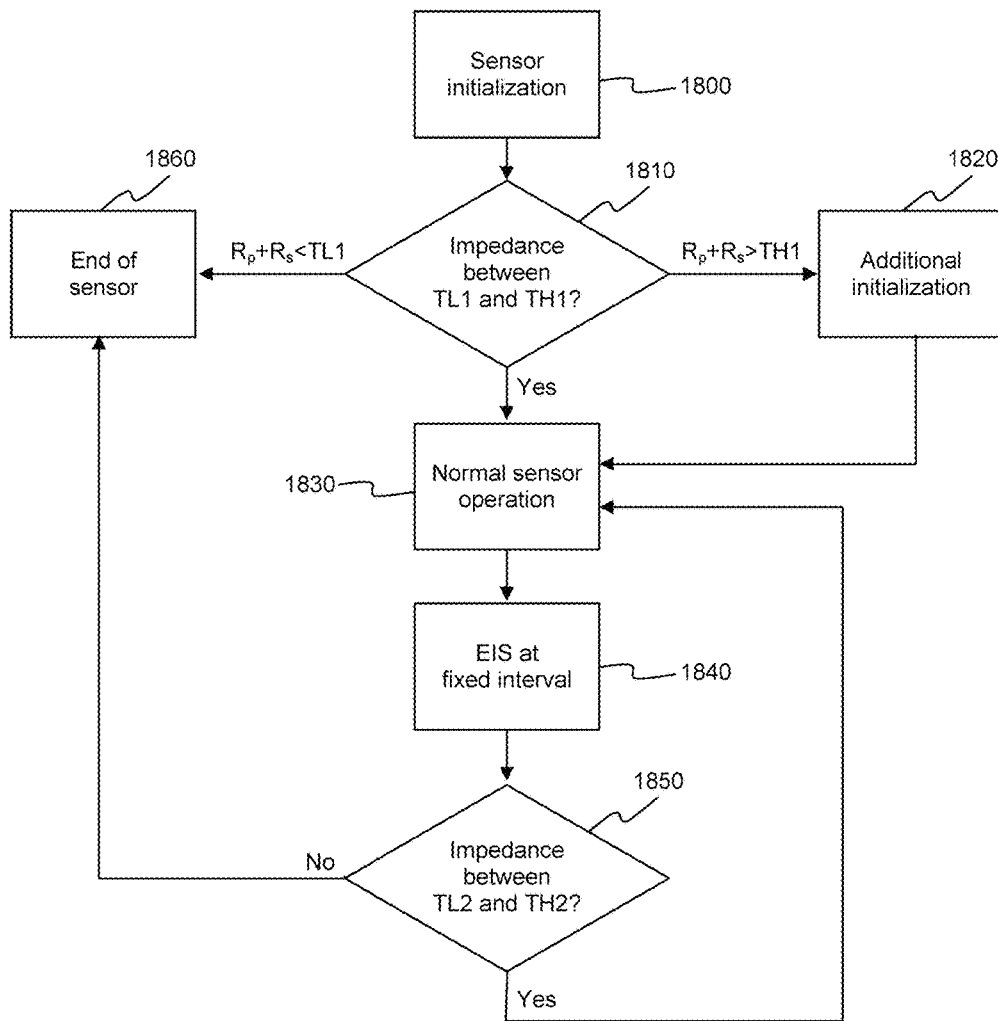 Sensor
initialization
1800
1860
1810
1820
End of
sensor
Rₚ+Rₛ<TL1
Impedance
between
TL1 and TH1?
Rₚ+Rₛ>TH1
Additional
initialization
Yes
Normal sensor
operation
1830
EIS at
fixed interval
1840
1850
Impedance
between
TL2 and TH2?
No
Yes